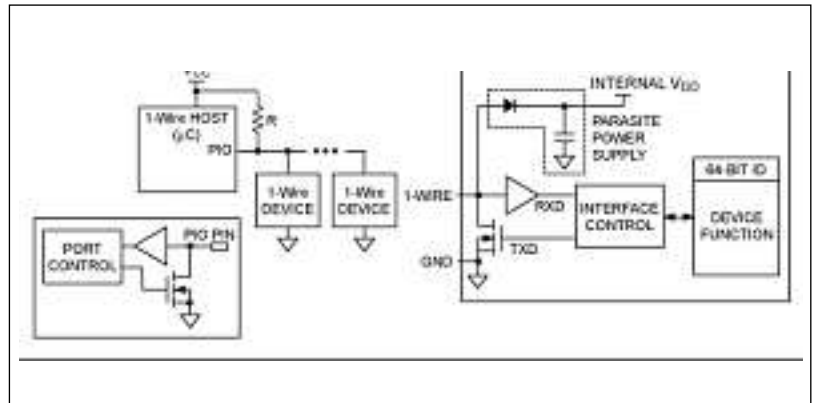 1-Wire HOST
(µC)
PIO
R
1-Wire
DEVICE
1-Wire
DEVICE
PORT
CONTROL
PIO PIN
INTERNAL VDD
PARASITE
POWER
SUPPLY
1-WIRE
RXD
TXD
GND
INTERFACE
CONTROL
64-BIT ID
DEVICE
FUNCTION